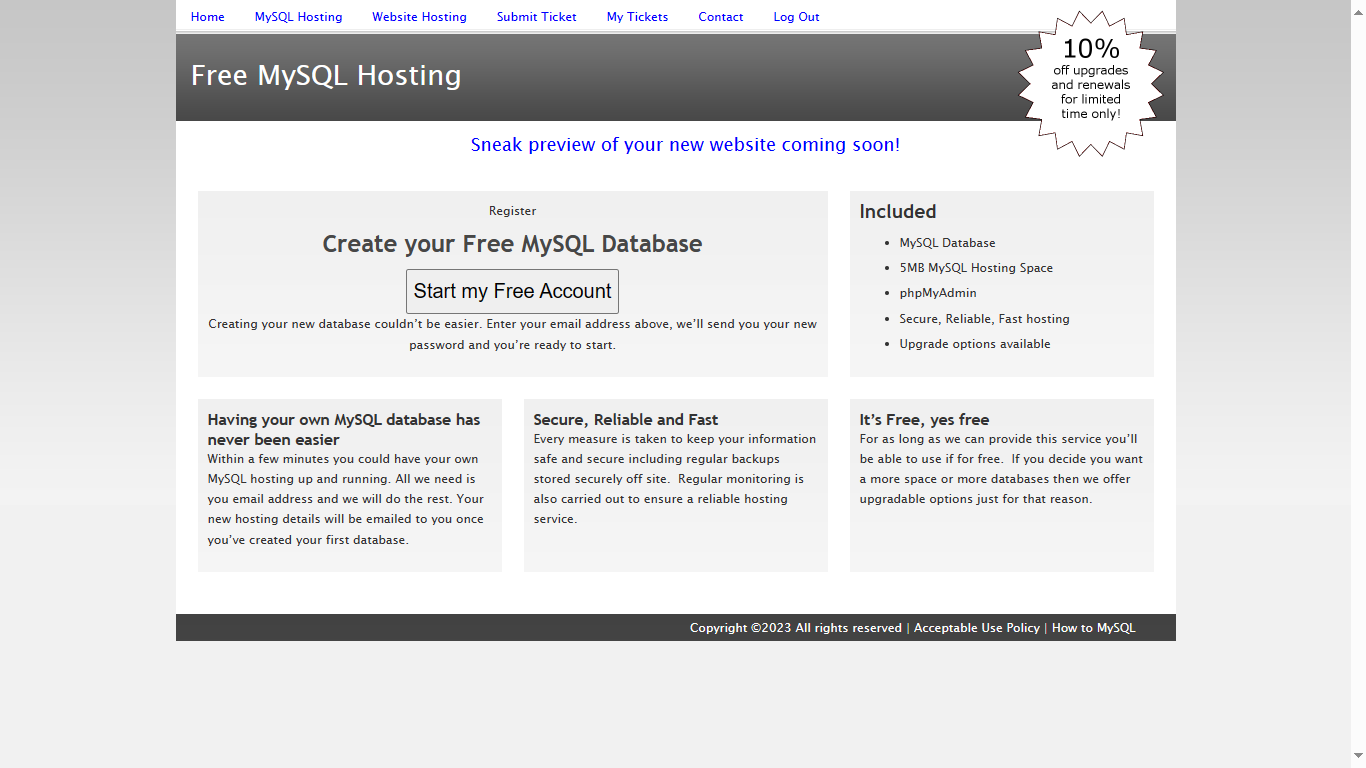 Home MySQL Hosting Website Hosting Submit Ticket My Tickets Contact Log Out
Free MySQL Hosting
10%
off upgrades
and renewals
for limited
time only!
Sneak preview of your new website coming soon!
Register
Create your Free MySQL Database
Start my Free Account
Creating your new database couldn’t be easier. Enter your email address above, we’ll send you your new
password and you’re ready to start.
Included
• MySQL Database
• 5MB MySQL Hosting Space
• phpMyAdmin
• Secure, Reliable, Fast hosting
• Upgrade options available
Having your own MySQL database has
never been easier
Within a few minutes you could have your own
MySQL hosting up and running. All we need is
you email address and we will do the rest. Your
new hosting details will be emailed to you once
you’ve created your first database.
Secure, Reliable and Fast
Every measure is taken to keep your information
safe and secure including regular backups
stored securely off site.  Regular monitoring is
also carried out to ensure a reliable hosting
service.
It’s Free, yes free
For as long as we can provide this service you’ll
be able to use if for free.  If you decide you want
a more space or more databases then we offer
upgradable options just for that reason.
Copyright ©2023 All rights reserved | Acceptable Use Policy | How to MySQL